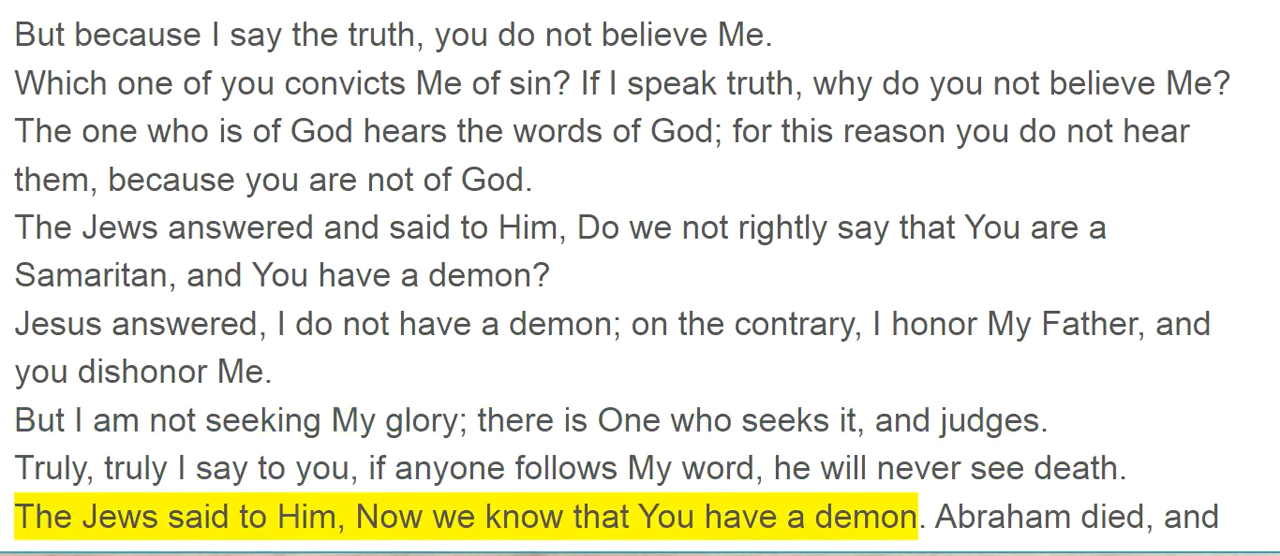 But because I say the truth, you do not believe Me.
Which one of you convicts Me of sin? If I speak truth, why do you not believe Me?
The one who is of God hears the words of God; for this reason you do not hear
them, because you are not of God.
The Jews answered and said to Him, Do we not rightly say that You are a
Samaritan, and You have a demon?
Jesus answered, I do not have a demon; on the contrary, I honor My Father, and
you dishonor Me.
But I am not seeking My glory; there is One who seeks it, and judges.
Truly, truly I say to you, if anyone follows My word, he will never see death.
The Jews said to Him, Now we know that You have a demon. Abraham died, and